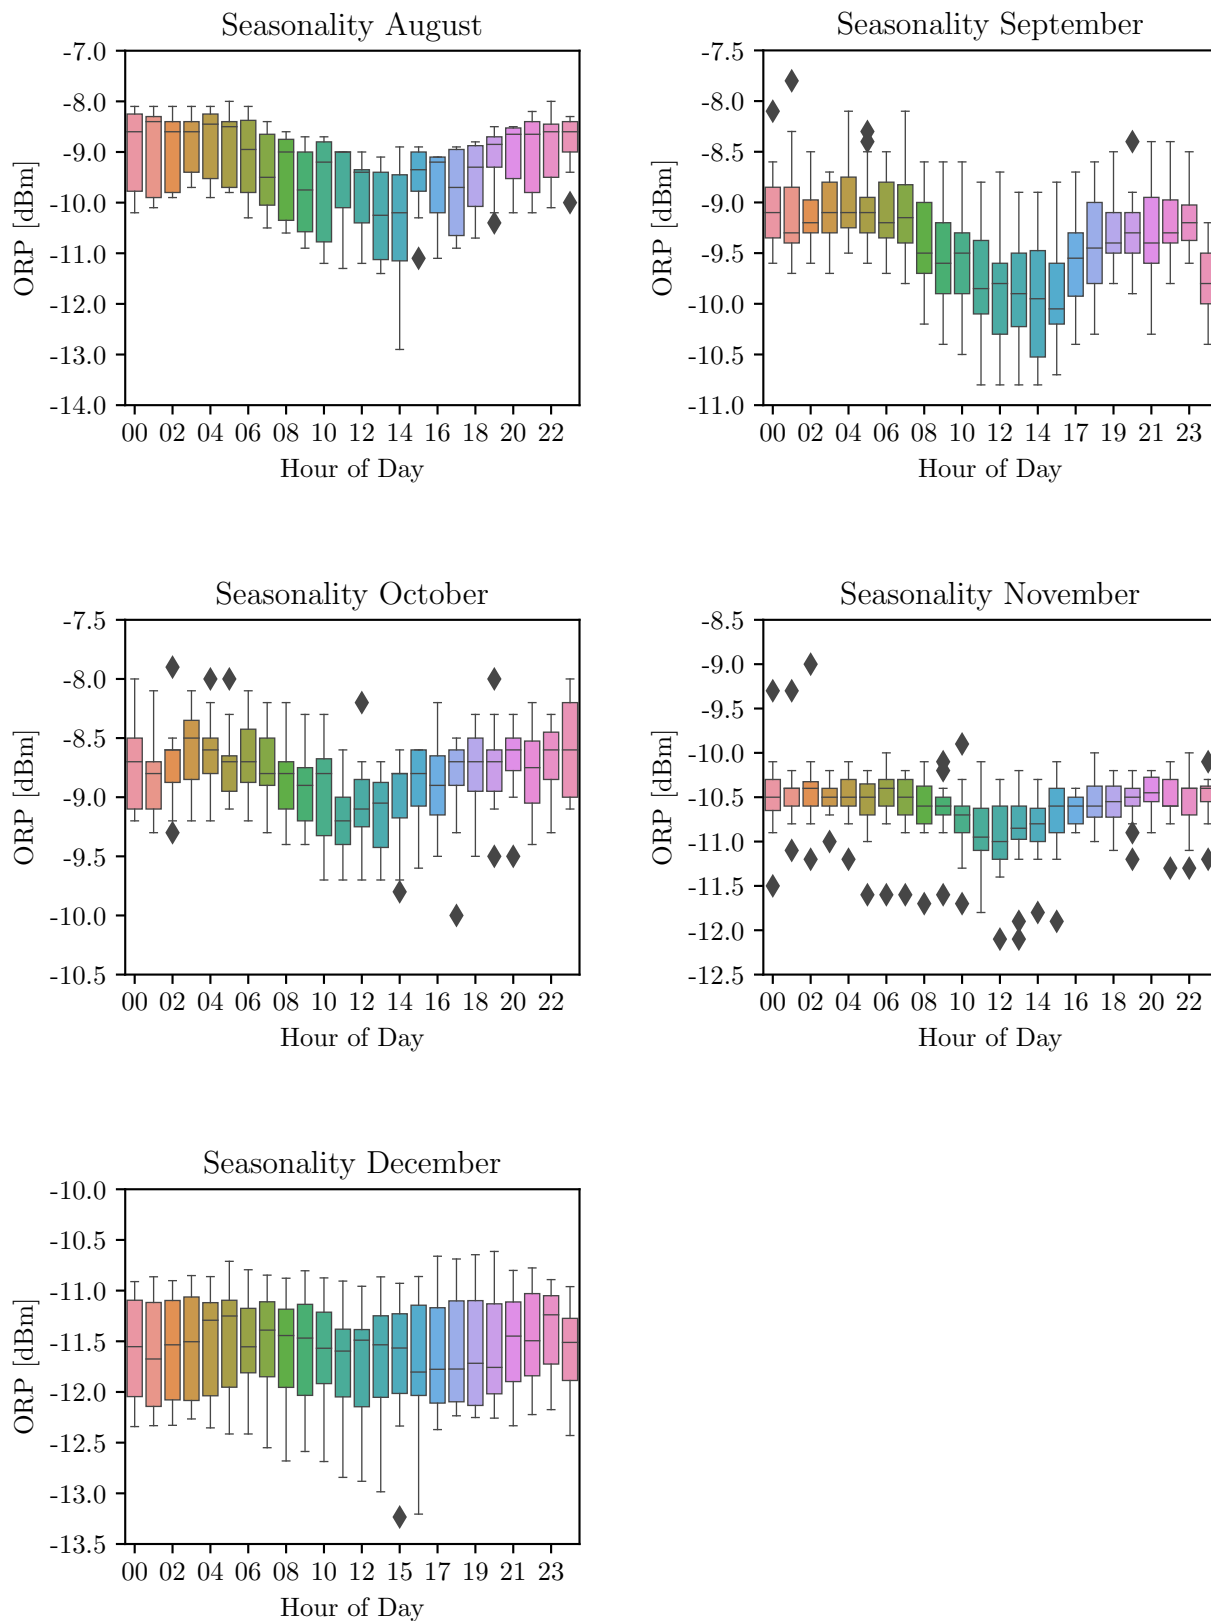 Seasonality August
-7.0
-8.0
-9.0
-10.0
-11.0
-12.0
-13.0
-14.0
ORP [dBm]
00 02 04 06 08 10 12 14 16 18 20 22
Hour of Day
Seasonality September
-7.5
-8.0
-8.5
-9.0
-9.5
-10.0
-10.5
-11.0
ORP [dBm]
00 02 04 06 08 10 12 14 17 19 21 23
Hour of Day
Seasonality October
-7.5
-8.0
-8.5
-9.0
-9.5
-10.0
-10.5
ORP [dBm]
00 02 04 06 08 10 12 14 16 18 20 22
Hour of Day
Seasonality November
-8.5
-9.0
-9.5
-10.0
-10.5
-11.0
-11.5
-12.0
-12.5
ORP [dBm]
00 02 04 06 08 10 12 14 16 18 20 22
Hour of Day
Seasonality December
-10.0
-10.5
-11.0
-11.5
-12.0
-12.5
-13.0
-13.5
ORP [dBm]
00 02 04 06 08 10 12 15 17 19 21 23
Hour of Day